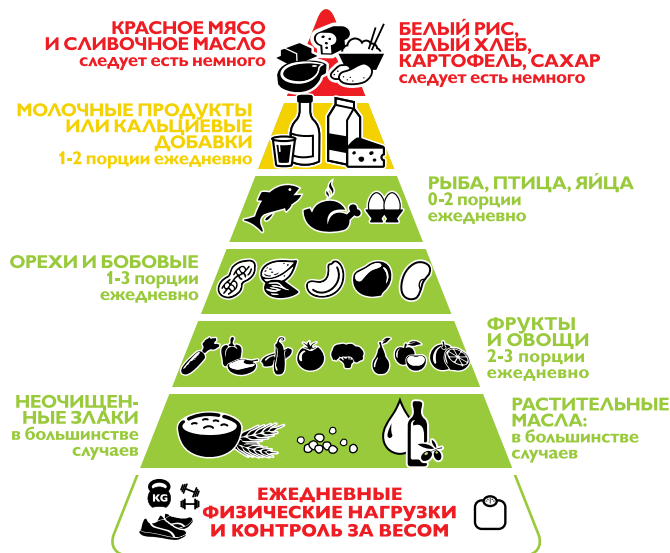 КРАСНОЕ МЯСО
И СЛИВОЧНОЕ МАСЛО
следует есть немного
БЕЛЫЙ РИС,
БЕЛЫЙ ХЛЕБ,
КАРТОФЕЛЬ, САХАР
следует есть немного
МОЛОЧНЫЕ ПРОДУКТЫ
ИЛИ КАЛЬЦИЕВЫЕ
ДОБАВКИ
1-2 порции ежедневно
РЫБА, ПТИЦА, ЯЙЦА
0-2 порции
ежедневно
ОРЕХИ И БОБОВЫЕ
1-3 порции
ежедневно
ФРУКТЫ
И ОВОЩИ
2-3 порции
ежедневно
НЕОЧИЩЕН-
НЫЕ ЗЛАКИ
в большинстве
случаев
РАСТИТЕЛЬНЫЕ
МАСЛА:
в большинстве
случаев
KG
ЕЖЕДНЕВНЫЕ
ФИЗИЧЕСКИЕ НАГРУЗКИ
И КОНТРОЛЬ ЗА ВЕСОМ